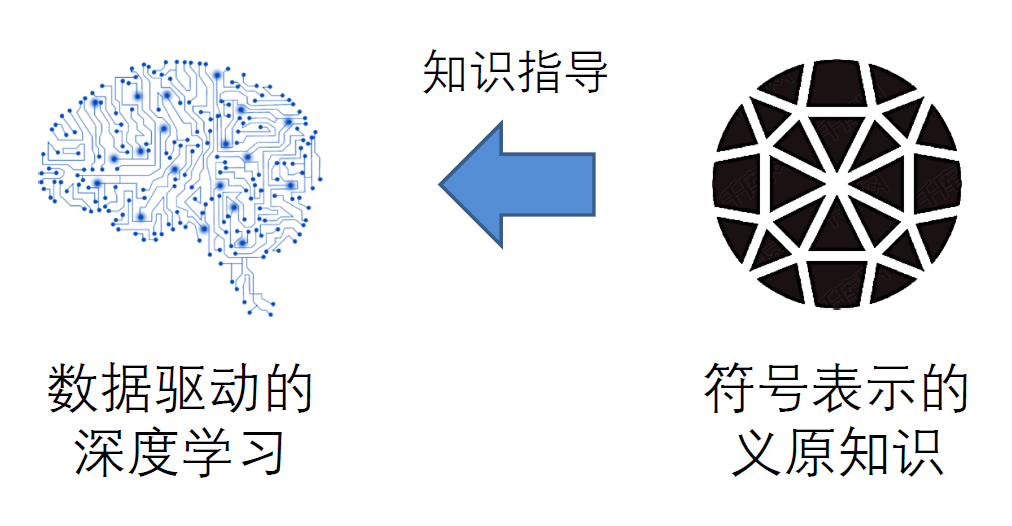 知识指导
数据驱动的
深度学习
符号表示的
义原知识